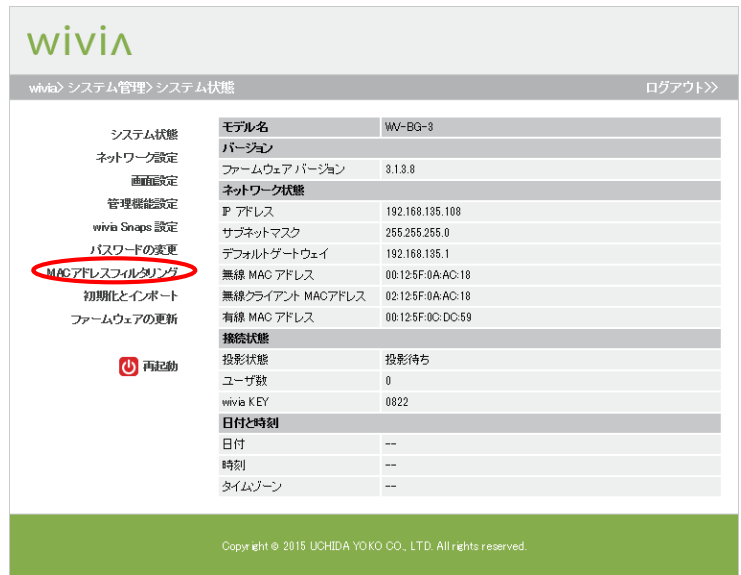 wivia
wivia> システム管理> システム状態
ログアウト>>
システム状態
ネットワーク設定
画面設定
管理機能設定
wivia Snaps 設定
パスワードの変更
MACアドレスフィルタリング
初期化とインポート
ファームウェアの更新
再起動
モデル名 WV-BG-3
バージョン
ファームウェア バージョン 3.1.3.8
ネットワーク状態
IP アドレス 192.168.135.108
サブネットマスク 255.255.255.0
デフォルトゲートウェイ 192.168.135.1
無線 MAC アドレス 00:12:5F:0A:AC:18
無線クライアント MACアドレス 02:12:5F:0A:AC:18
有線 MAC アドレス 00:12:5F:0C:DC:59
接続状態
投影状態 投影待ち
ユーザ数 0
wivia KEY 0822
日付と時刻
日付 --
時刻 --
タイムゾーン --
Copyright © 2015 UCHIDA YOKO CO., LTD. All rights reserved.